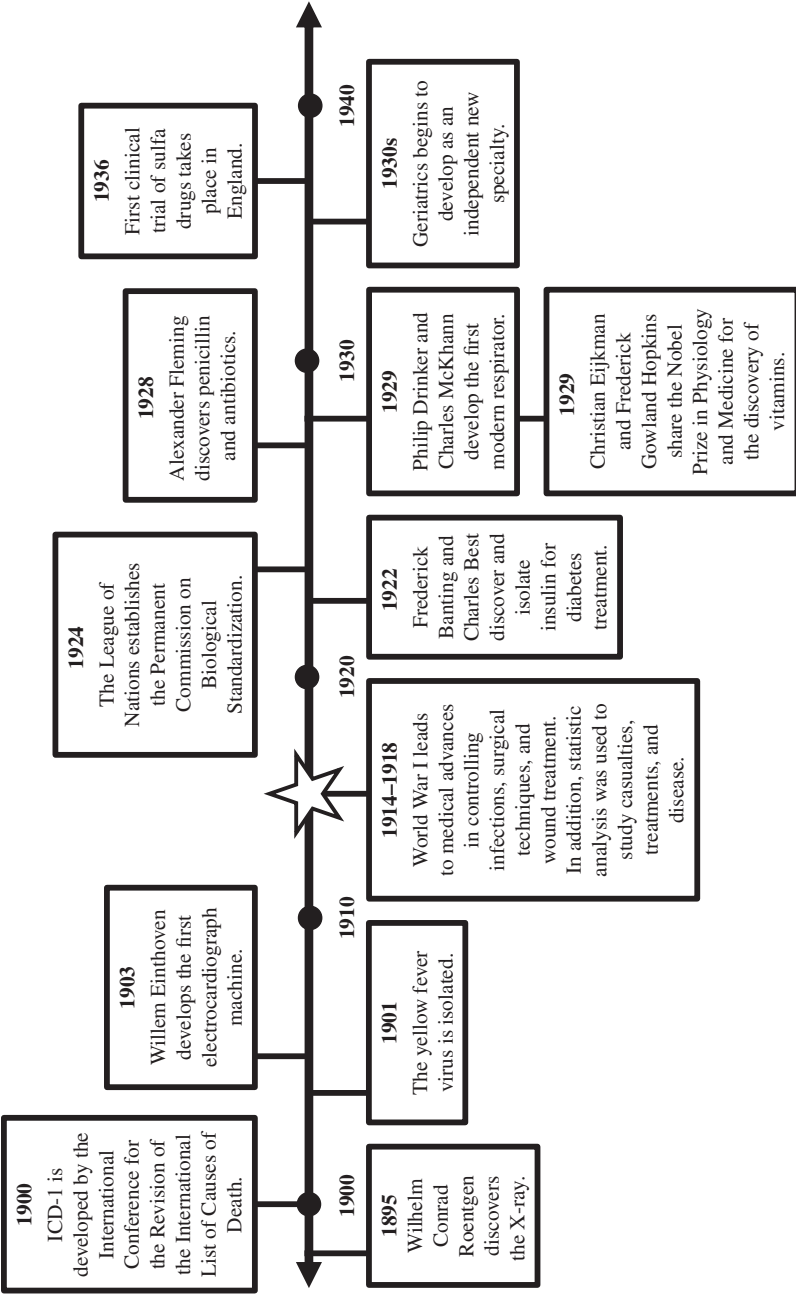 1900
ICD-1 is
developed by the
International
Conference for
the Revision of
the International
List of Causes of
Death.
1903
Willem Einthoven
develops the first
electrocardiograph
machine.
1924
The League of
Nations establishes
the Permanent
Commission on
Biological
Standardization.
1928
Alexander Fleming
discovers penicillin
and antibiotics.
1936
First clinical
trial of sulfa
drugs takes
place in
England.
1900
1910
1920
1930
1940
1895
Wilhelm
Conrad
Roentgen
discovers
the X-ray.
1901
The yellow fever
virus is isolated.
1914–1918
World War I leads
to medical advances
in controlling
infections, surgical
techniques, and
wound treatment.
In addition, statistic
analysis was used to
study casualties,
treatments, and
disease.
1922
Frederick
Banting and
Charles Best
discover and
isolate
insulin for
diabetes
treatment.
1929
Philip Drinker and
Charles McKhann
develop the first
modern respirator.
1929
Christian Eijkman
and Frederick
Gowland Hopkins
share the Nobel
Prize in Physiology
and Medicine for
the discovery of
vitamins.
1930s
Geriatrics begins to
develop as an
independent new
specialty.